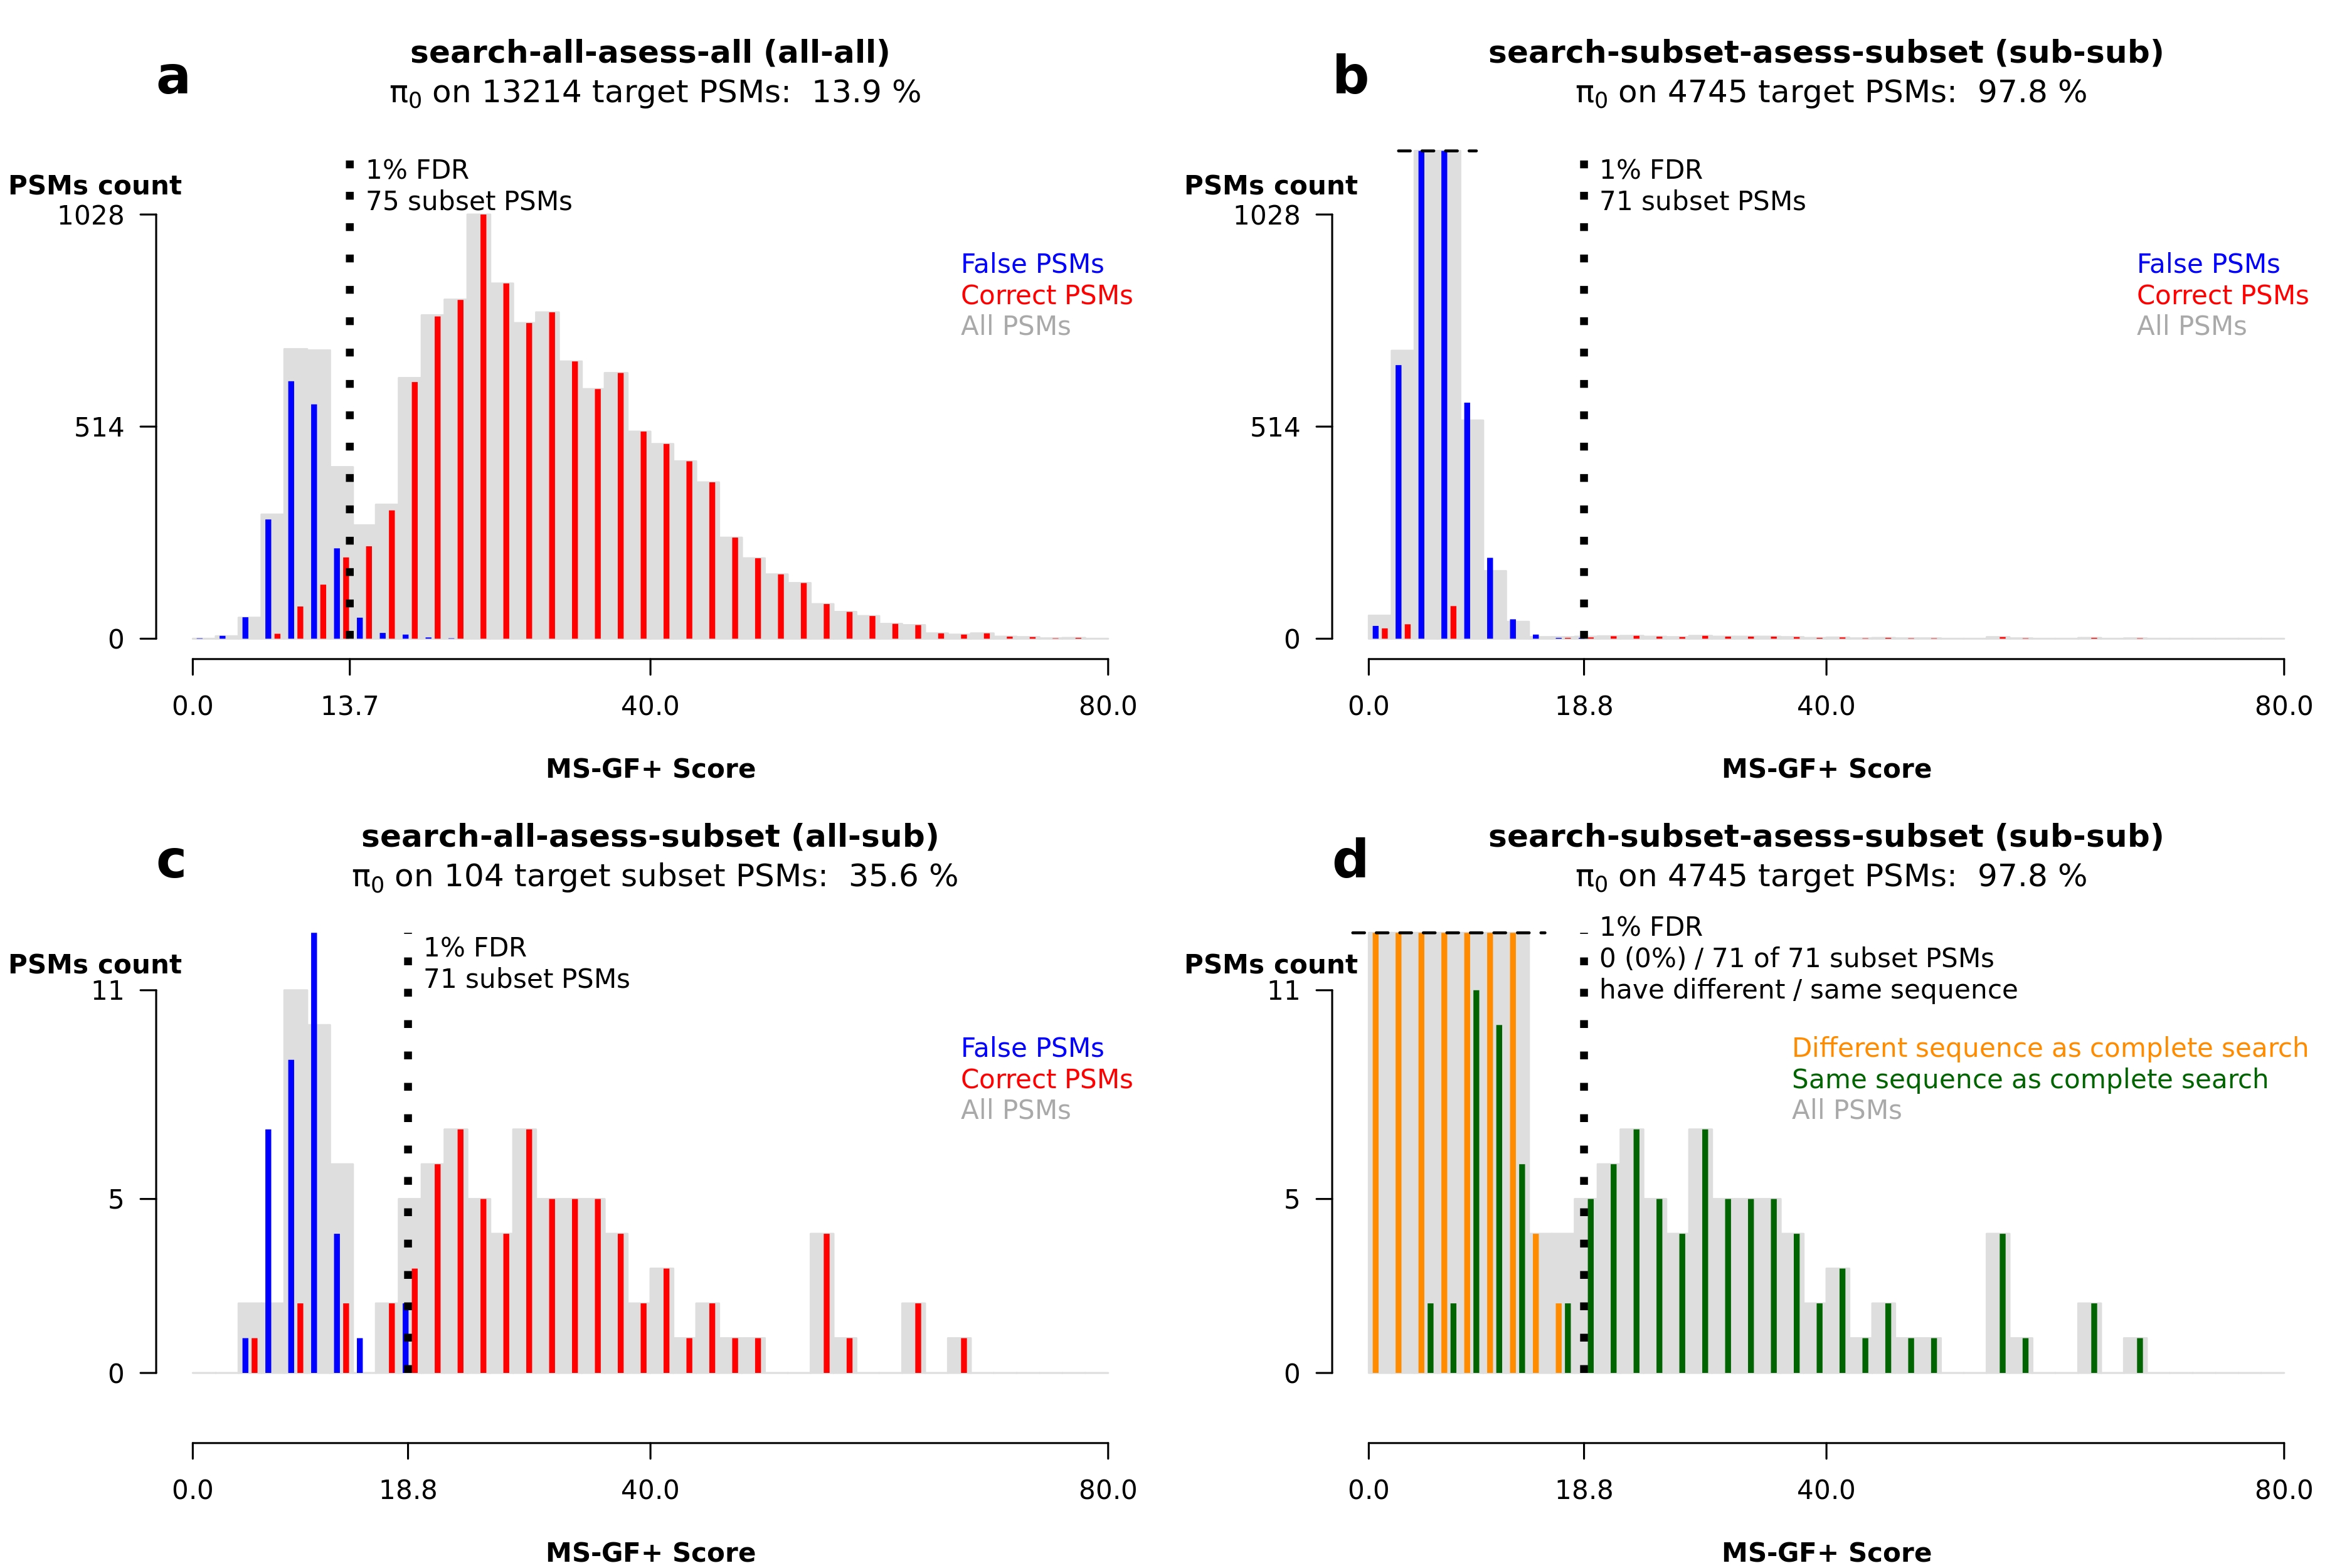 a
search-all-asess-all (all-all)
π0 on 13214 target PSMs: 13.9 %
PSMs count
1% FDR
75 subset PSMs
1028
514
0
False PSMs
Correct PSMs
All PSMs
0.0
13.7
40.0
80.0
MS-GF+ Score
b
search-subset-asess-subset (sub-sub)
π0 on 4745 target PSMs: 97.8 %
PSMs count
1% FDR
71 subset PSMs
1028
514
0
False PSMs
Correct PSMs
All PSMs
0.0
18.8
40.0
80.0
MS-GF+ Score
c
search-all-asess-subset (all-sub)
π0 on 104 target subset PSMs: 35.6 %
PSMs count
1% FDR
71 subset PSMs
11
5
0
False PSMs
Correct PSMs
All PSMs
0.0
18.8
40.0
80.0
MS-GF+ Score
d
search-subset-asess-subset (sub-sub)
π0 on 4745 target PSMs: 97.8 %
PSMs count
1% FDR
0 (0%) / 71 of 71 subset PSMs
have different / same sequence
11
5
0
Different sequence as complete search
Same sequence as complete search
All PSMs
0.0
18.8
40.0
80.0
MS-GF+ Score